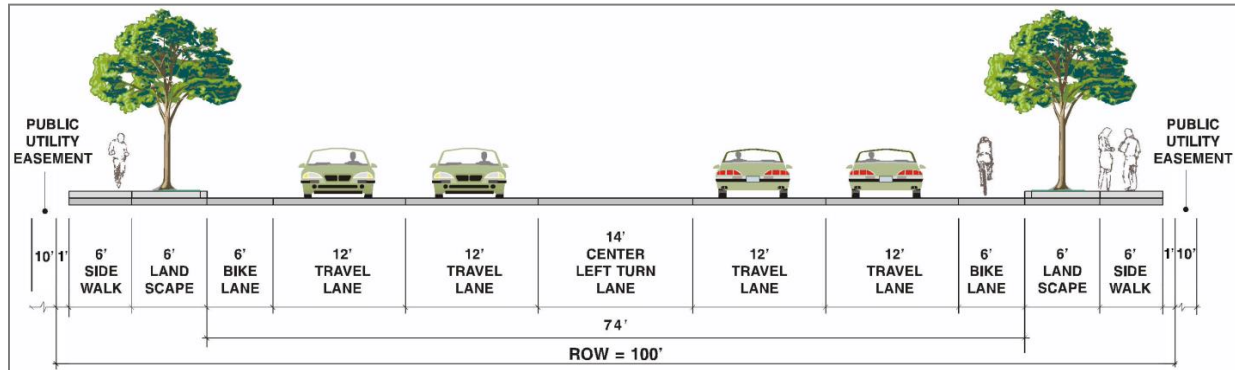 PUBLIC
UTILITY
EASEMENT
PUBLIC
UTILITY
EASEMENT
10'
1'
6'
SIDE
WALK
6'
LAND
SCAPE
6'
BIKE
LANE
12'
TRAVEL
LANE
12'
TRAVEL
LANE
14'
CENTER
LEFT TURN
LANE
12'
TRAVEL
LANE
12'
TRAVEL
LANE
6'
BIKE
LANE
6'
LAND
SCAPE
6'
SIDE
WALK
1'
10'
74'
ROW = 100'